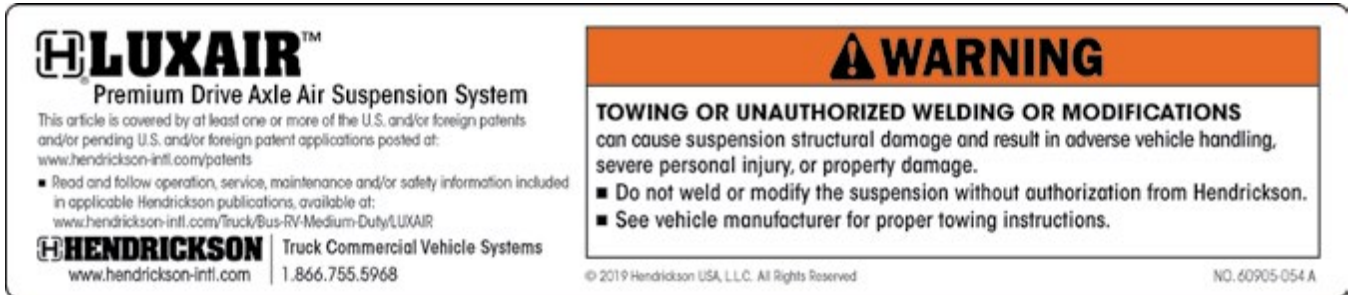 H LUXAIR™
Premium Drive Axle Air Suspension System
This article is covered by at least one or more of the U.S. and/or foreign patents
and/or pending U.S. and/or foreign patent applications posted at:
www.hendrickson-intl.com/patents
■ Read and follow operation, service, maintenance and/or safety information included
in applicable Hendrickson publications, available at:
www.hendrickson-intl.com/Truck/Bus-RV-Medium-Duty/LUXAIR
H HENDRICKSON
www.hendrickson-intl.com
Truck Commercial Vehicle Systems
1.866.755.5968
WARNING
TOWING OR UNAUTHORIZED WELDING OR MODIFICATIONS
can cause suspension structural damage and result in adverse vehicle handling,
severe personal injury, or property damage.
■ Do not weld or modify the suspension without authorization from Hendrickson.
■ See vehicle manufacturer for proper towing instructions.
© 2019 Hendrickson USA, L.L.C. All Rights Reserved
NO. 60905-054 A